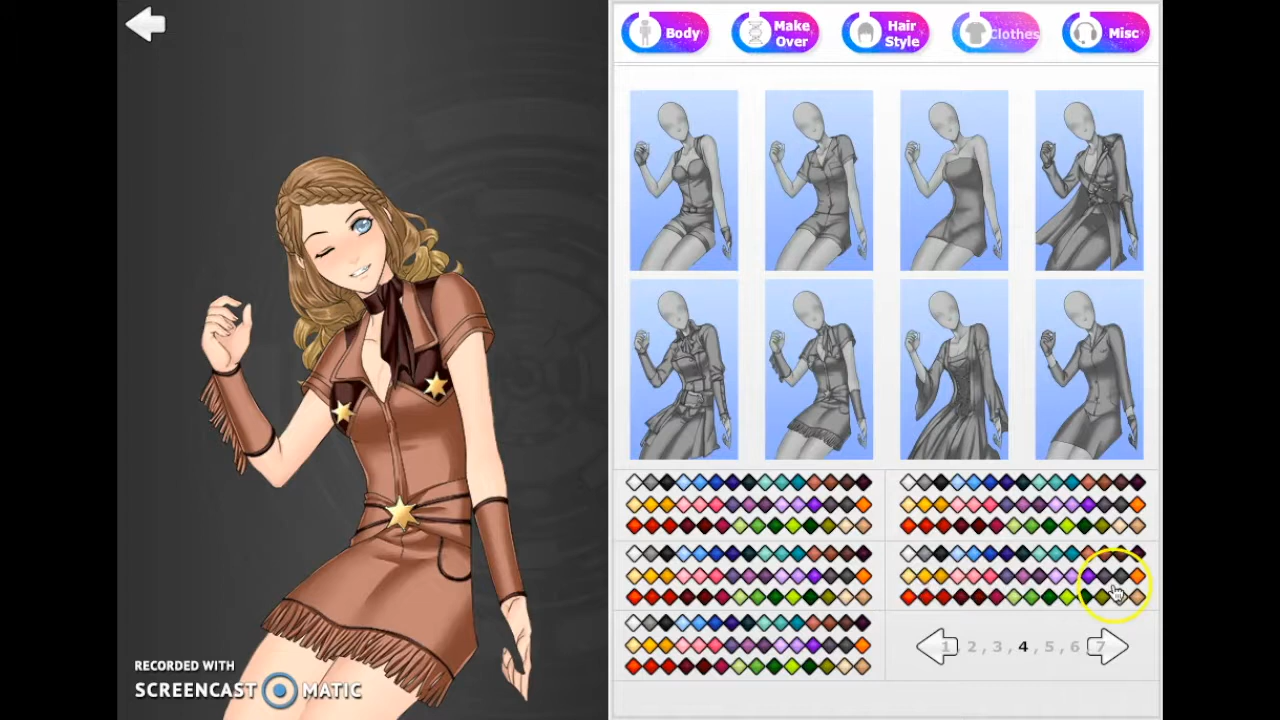 Body
Make
Over
Hair
Style
Clothes
Misc
1, 2, 3, 4, 5, 6, 7
RECORDED WITH
SCREENCAST MATIC